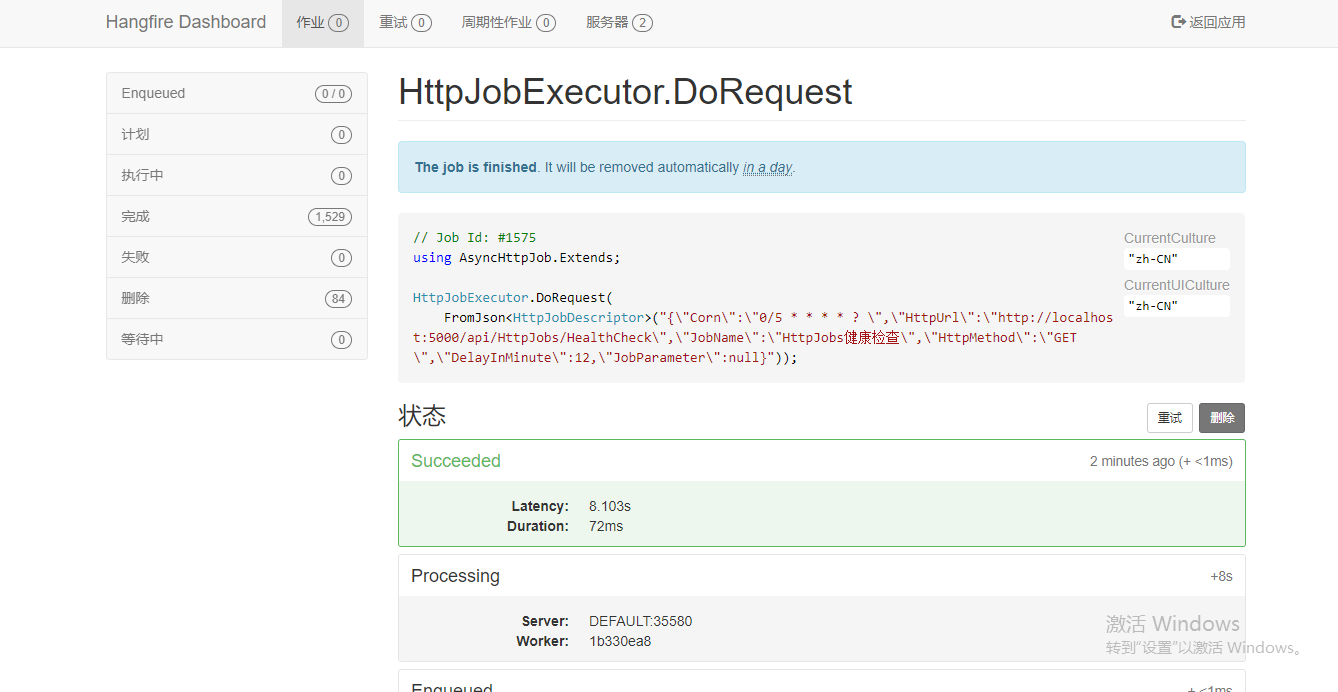 Hangfire Dashboard 作业 0 重试 0 周期性作业 0 服务器 2 返回应用
Enqueued 0 / 0
计划 0
执行中 0
完成 1,529
失败 0
删除 84
等待中 0
HttpJobExecutor.DoRequest
The job is finished. It will be removed automatically in a day.
// Job Id: #1575
using AsyncHttpJob.Extends;
HttpJobExecutor.DoRequest(
FromJson<HttpJobDescriptor>("{\"Corn\":\"0/5 * * * * ? \",\"HttpUrl\":\"http://localhos
t:5000/api/HttpJobs/HealthCheck\",\"JobName\":\"HttpJobs健康检查\",\"HttpMethod\":\"GET
\",\"DelayInMinute\":12,\"JobParameter\":null}"));
CurrentCulture
"zh-CN"
CurrentUICulture
"zh-CN"
状态 重试 删除
Succeeded 2 minutes ago (+ <1ms)
Latency: 8.103s
Duration: 72ms
Processing +8s
Server: DEFAULT:35580
Worker: 1b330ea8
激活 Windows
转到"设置"以激活 Windows。
Enqueued + <1ms